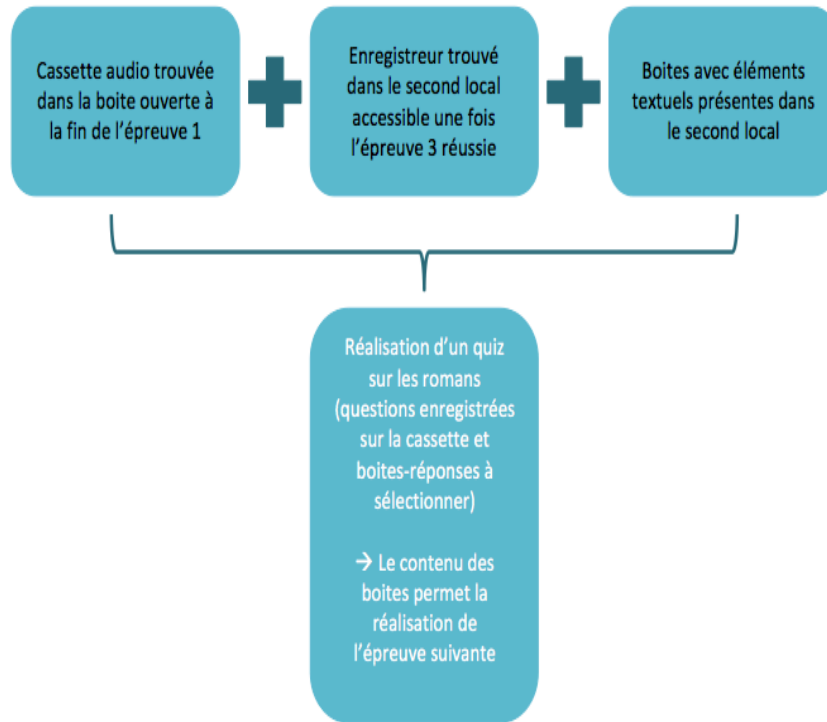 Cassette audio trouvée
dans la boite ouverte à
la fin de l'épreuve 1
Enregistreur trouvé
dans le second local
accessible une fois
l'épreuve 3 réussie
Boites avec éléments
textuels présentes dans
le second local
Réalisation d'un quiz
sur les romans
(questions enregistrées
sur la cassette et
boites-réponses à
sélectionner)
→ Le contenu des
boites permet la
réalisation de
l'épreuve suivante